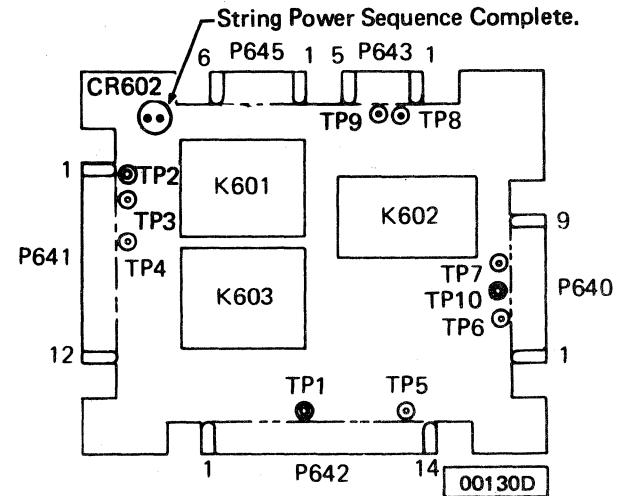 String Power Sequence Complete.
6 P645 1 5 P643 1
CR602
TP9 TP8
1 TP2
K601
K602
TP3
9
P641
TP4
TP7
K603
TP10 P640
TP6
12
1
TP1 TP5
1 P642 14
00130D